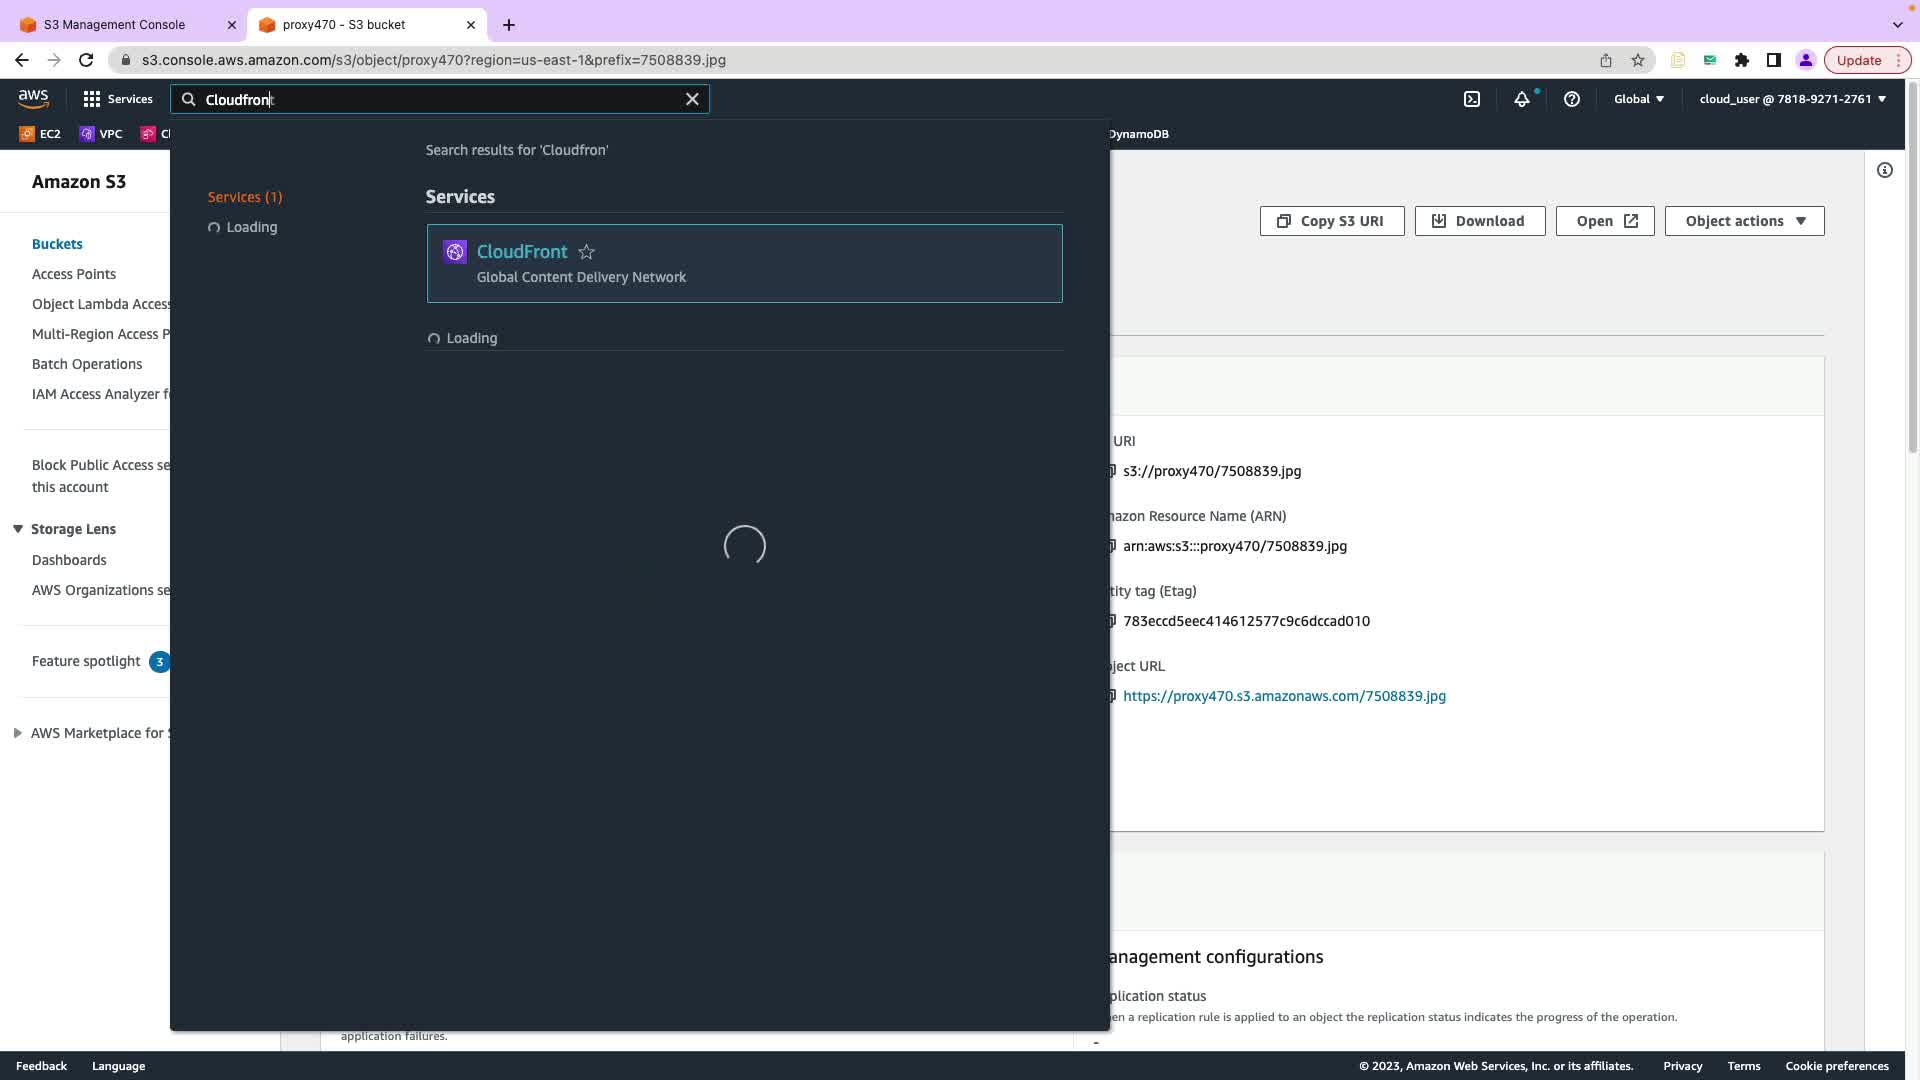 S3 Management Console
proxy470 - S3 bucket
s3.console.aws.amazon.com/s3/object/proxy470?region=us-east-1&prefix=7508839.jpg
Update
aws
Services
Cloudfront
Global
cloud_user @ 7818-9271-2761
EC2
VPC
Cl
DynamoDB
Amazon S3
Buckets
Access Points
Object Lambda Access
Multi-Region Access P
Batch Operations
IAM Access Analyzer f
Block Public Access se
this account
Storage Lens
Dashboards
AWS Organizations se
Feature spotlight 3
AWS Marketplace for S
Search results for 'Cloudfron'
Services (1)
Loading
Services
CloudFront
Global Content Delivery Network
Loading
Copy S3 URI
Download
Open
Object actions
URI
s3://proxy470/7508839.jpg
mazon Resource Name (ARN)
arn:aws:s3:::proxy470/7508839.jpg
tity tag (Etag)
783eccd5eec414612577c9c6dccad010
ject URL
https://proxy470.s3.amazonaws.com/7508839.jpg
anagement configurations
plication status
en a replication rule is applied to an object the replication status indicates the progress of the operation.
-
application failures.
Feedback
Language
© 2023, Amazon Web Services, Inc. or its affiliates.
Privacy
Terms
Cookie preferences